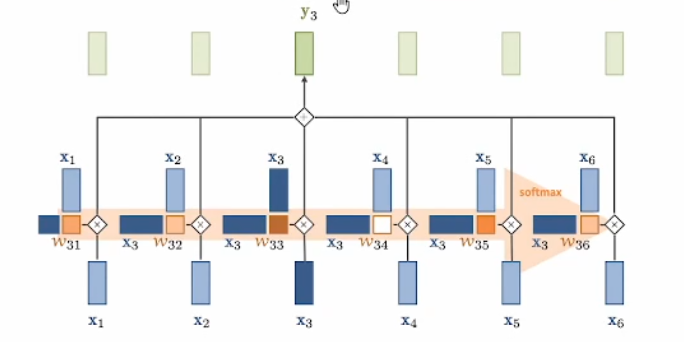 y₃
x₁ x₂ x₃ x₄ x₅ x₆
softmax
x₃ x₃ x₃ x₃ x₃
w₃₁ w₃₂ w₃₃ w₃₄ w₃₅ w₃₆
x₁ x₂ x₃ x₄ x₅ x₆